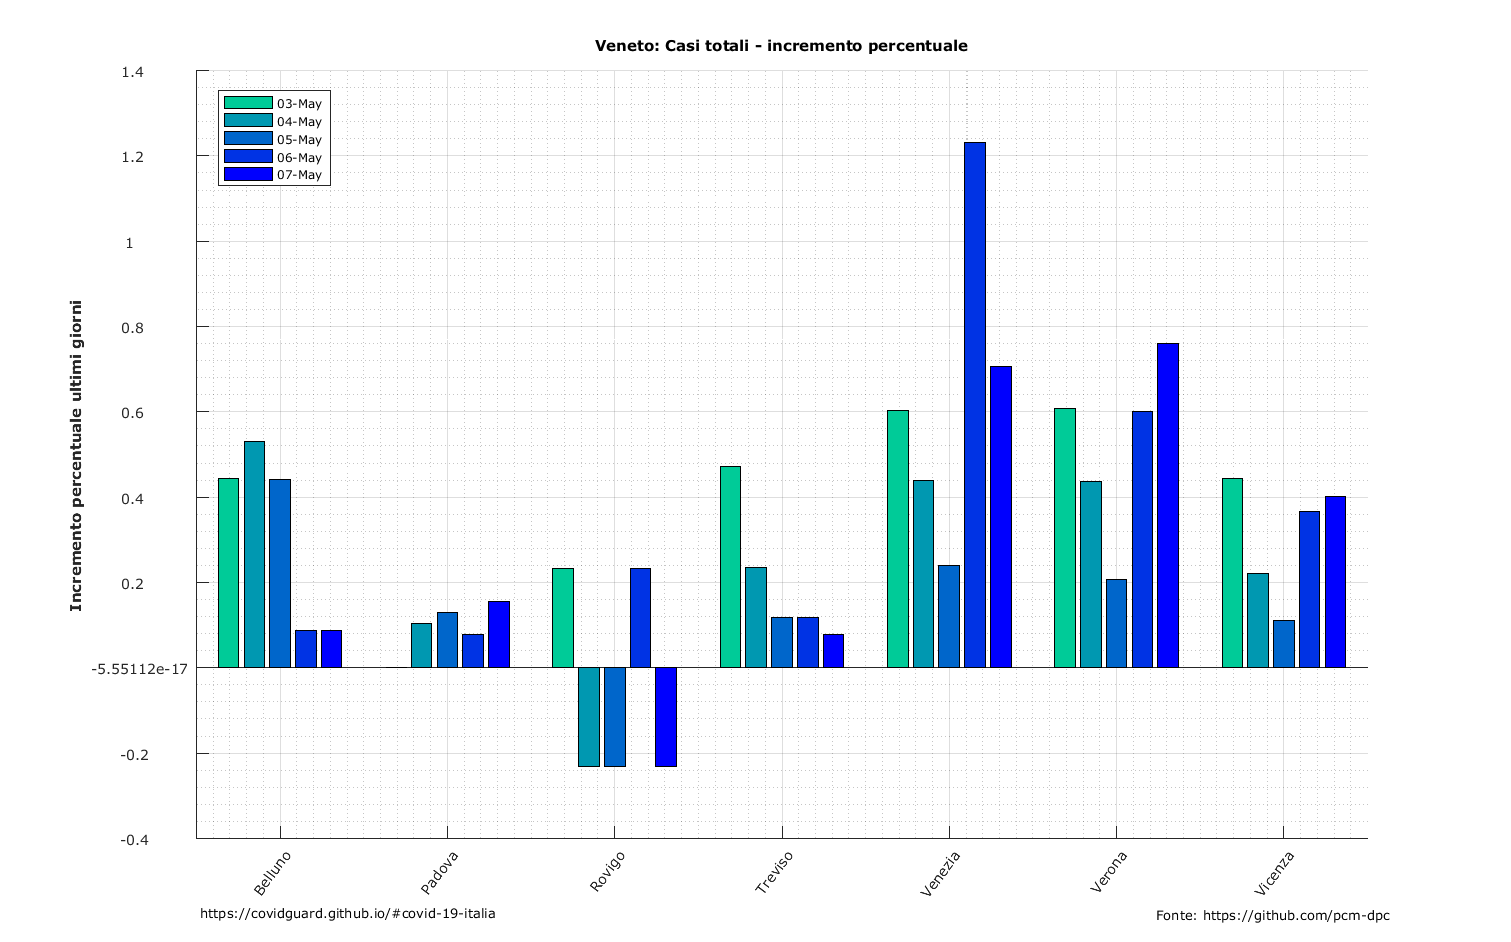 Veneto: Casi totali - incremento percentuale
1.4
1.2
1
0.8
0.6
0.4
0.2
-5.55112e-17
-0.2
-0.4
Incremento percentuale ultimi giorni
03-May
04-May
05-May
06-May
07-May
Belluno
Padova
Rovigo
Treviso
Venezia
Verona
Vicenza
https://covidguard.github.io/#covid-19-italia
Fonte: https://github.com/pcm-dpc